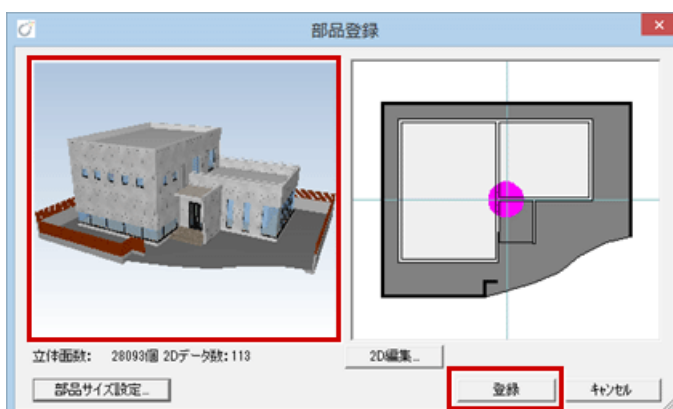 部品登録
立体面数: 28093個 2Dデータ数:113
2D編集...
部品サイズ設定...
登録
キャンセル